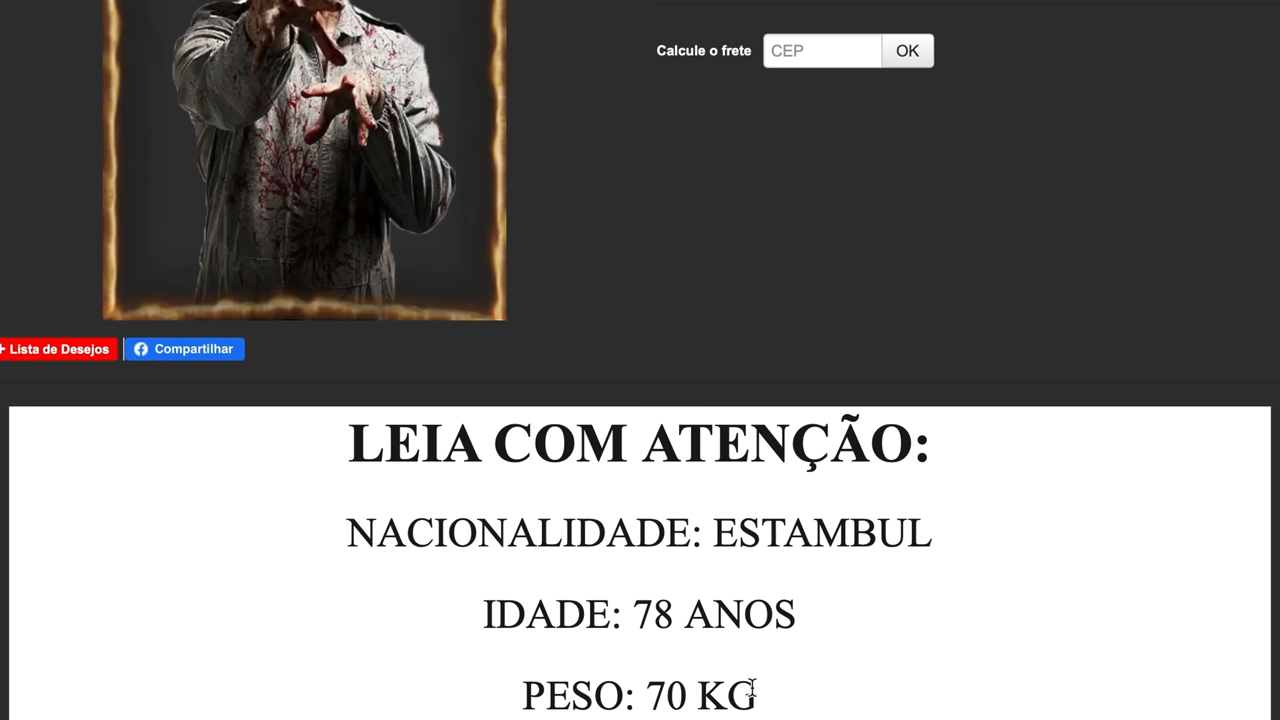 Calcule o frete CEP OK
+ Lista de Desejos Compartilhar
LEIA COM ATENÇÃO:
NACIONALIDADE: ESTAMBUL
IDADE: 78 ANOS
PESO: 70 KG